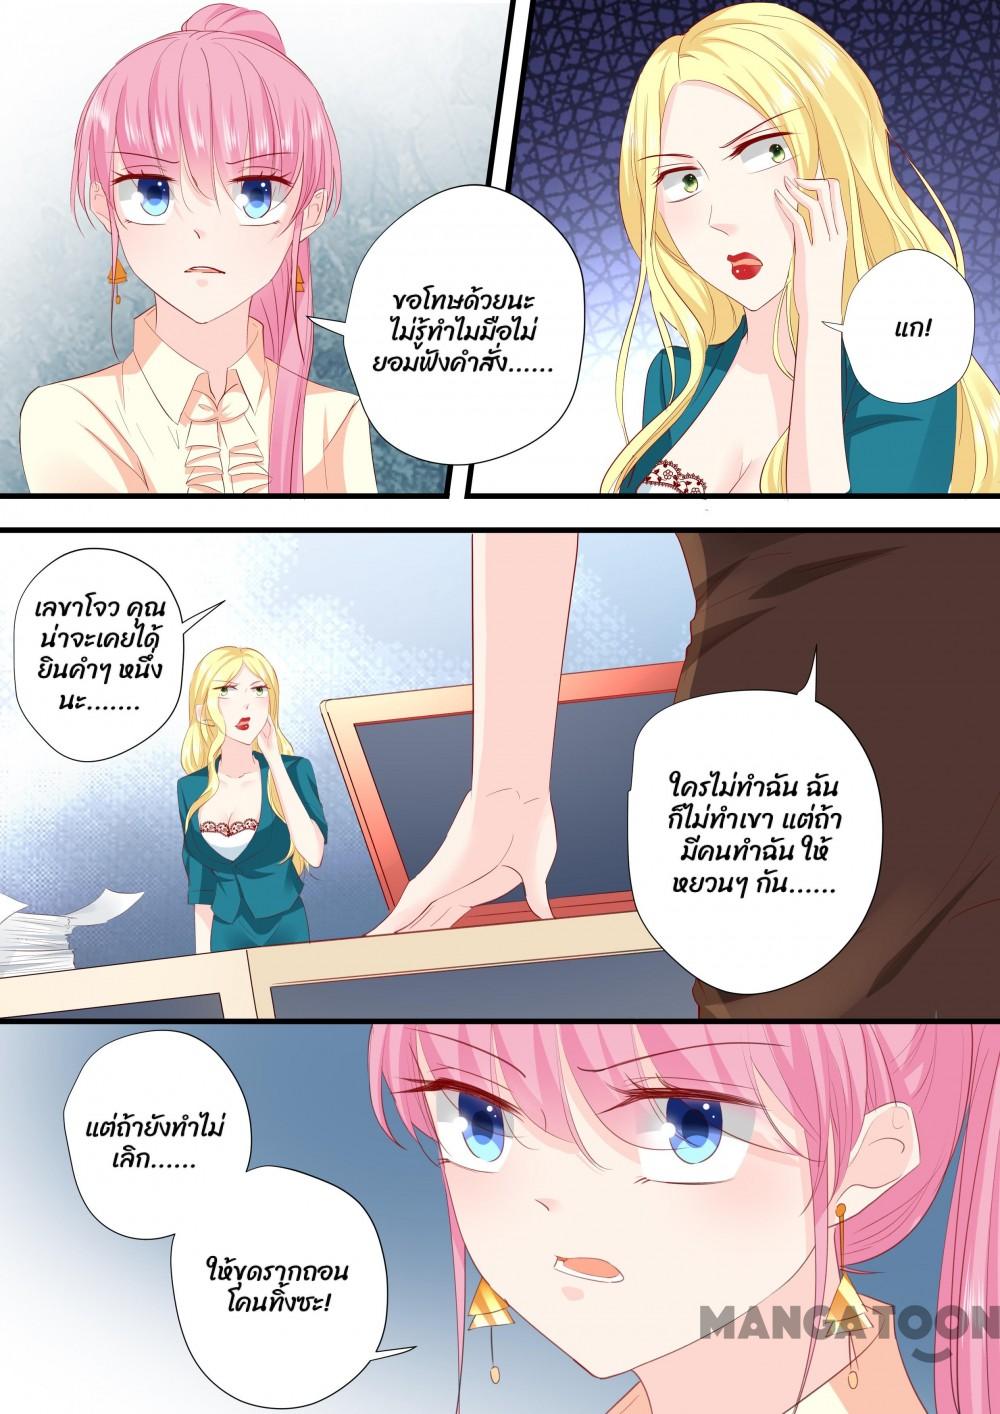 ขอโทษด้วยนะ
ไม่รู้ทำไมมือไม่
ยอมฟังคำสั่ง......
แก!
เลขาโจว คุณ
น่าจะเคยได้
ยินคำๆ หนึ่ง
นะ.......
ใครไม่ทำฉัน ฉัน
ก็ไม่ทำเขา แต่ถ้า
มีคนทำฉัน ให้
หยวนๆ กัน......
แต่ถ้ายังทำไม่
เลิก......
ให้ขุดรากถอน
โคนทิ้งซะ!
MANGATOON